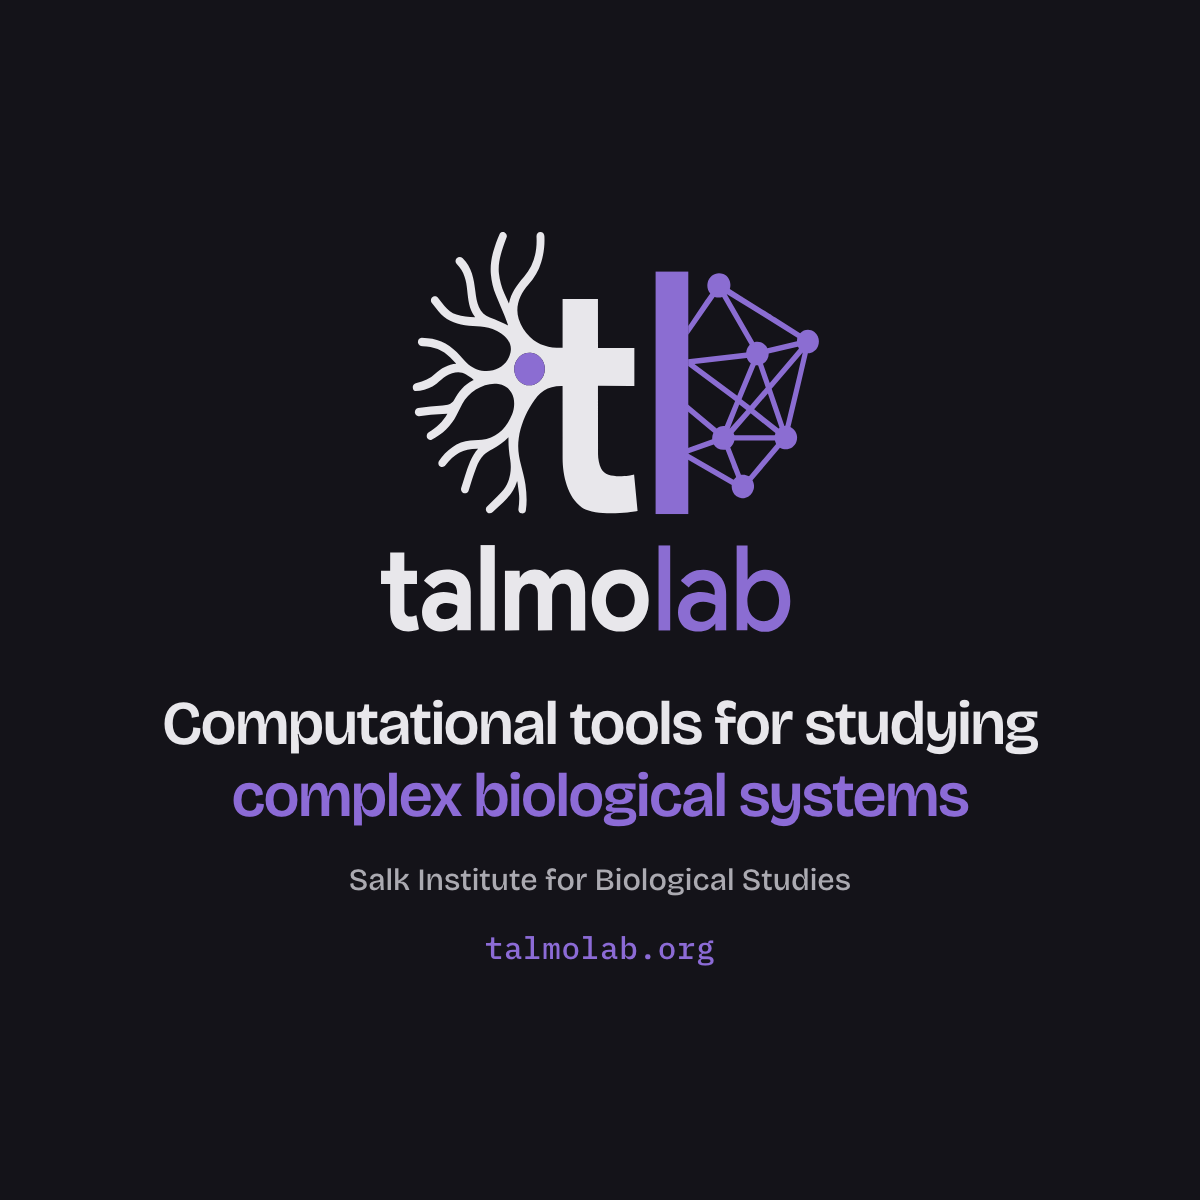 tl
talmolab
Computational tools for studying
complex biological systems
Salk Institute for Biological Studies
talmolab.org